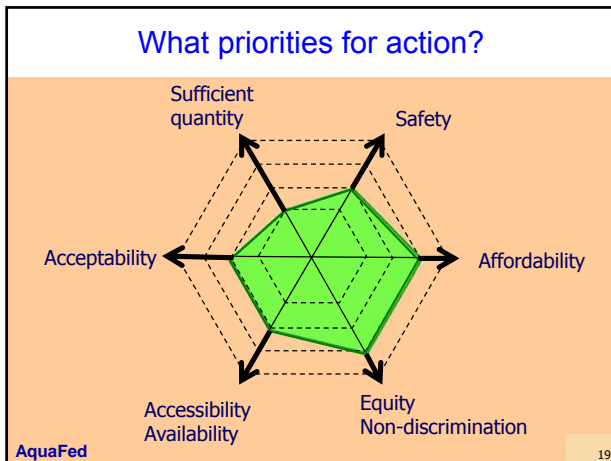 What priorities for action?
Sufficient
quantity
Safety
Acceptability
Affordability
Accessibility
Availability
Equity
Non-discrimination
AquaFed
19